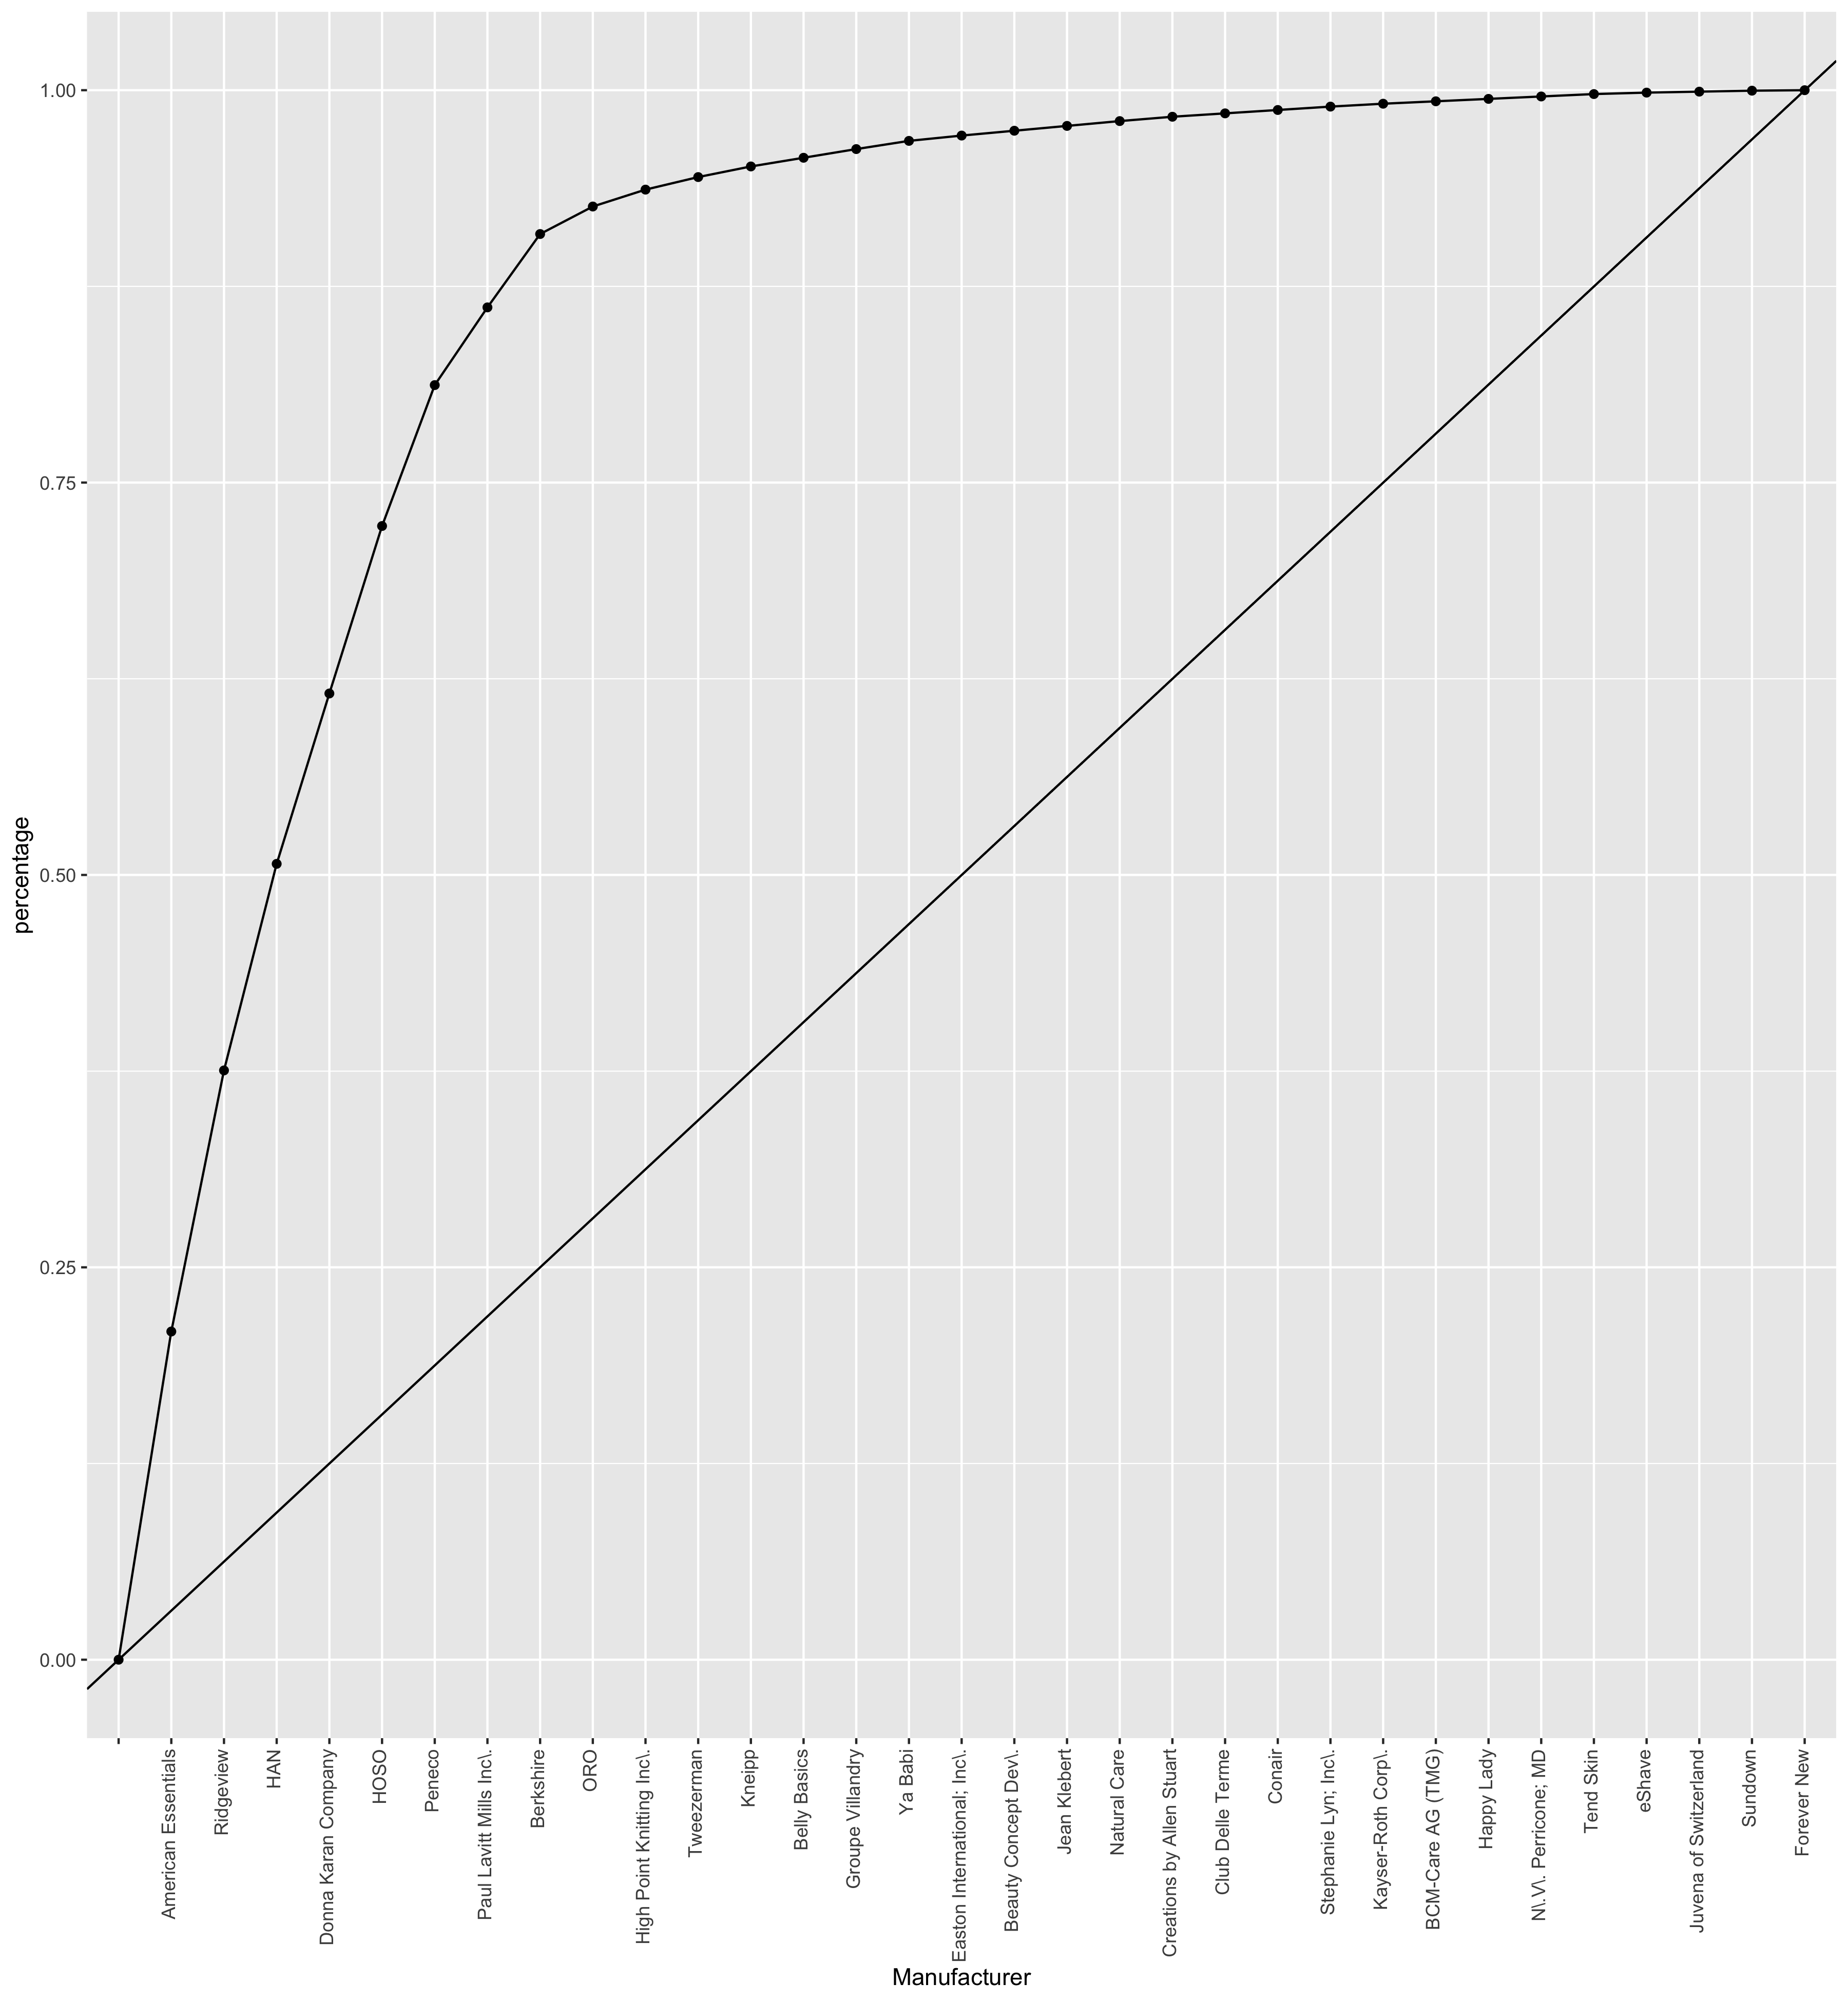 percentage
1.00
0.75
0.50
0.25
0.00
American Essentials
Ridgeview
HAN
Donna Karan Company
HOSO
Peneco
Paul Lavitt Mills Inc\.
Berkshire
ORO
High Point Knitting Inc\.
Tweezerman
Kneipp
Belly Basics
Groupe Villandry
Ya Babi
Easton International; Inc\.
Beauty Concept Dev\.
Jean Klebert
Natural Care
Creations by Allen Stuart
Club Delle Terme
Conair
Stephanie Lyn; Inc\.
Kayser-Roth Corp\.
BCM-Care AG (TMG)
Happy Lady
N\.V\. Perricone; MD
Tend Skin
eShave
Juvena of Switzerland
Sundown
Forever New
Manufacturer